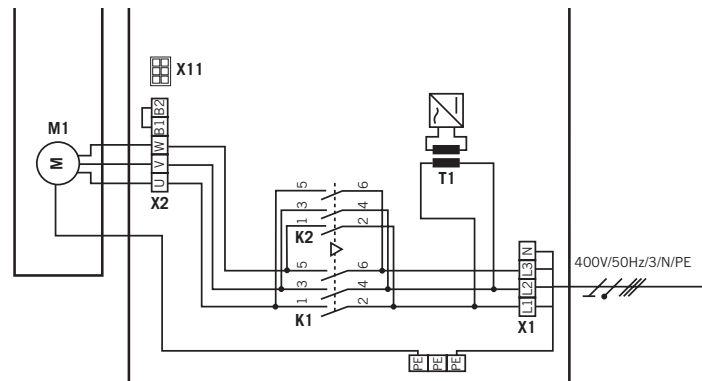 X11
M1
M
B2
B1
W
V
U
X2
T1
5
6
3
4
1
2
K2
5
6
3
4
1
2
K1
N
L3
L2
L1
X1
400V/50Hz/3/N/PE
PE PE PE